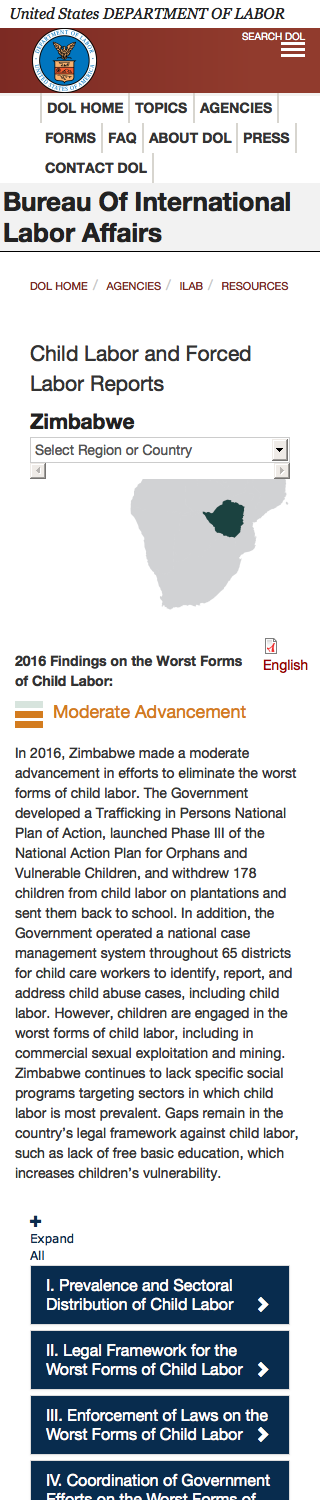 United States DEPARTMENT OF LABOR
SEARCH DOL
DOL HOME TOPICS AGENCIES
FORMS FAQ ABOUT DOL PRESS
CONTACT DOL
Bureau Of International
Labor Affairs
DOL HOME / AGENCIES / ILAB / RESOURCES
Child Labor and Forced
Labor Reports
Zimbabwe
Select Region or Country
2016 Findings on the Worst Forms
of Child Labor:
English
Moderate Advancement
In 2016, Zimbabwe made a moderate
advancement in efforts to eliminate the worst
forms of child labor. The Government
developed a Trafficking in Persons National
Plan of Action, launched Phase III of the
National Action Plan for Orphans and
Vulnerable Children, and withdrew 178
children from child labor on plantations and
sent them back to school. In addition, the
Government operated a national case
management system throughout 65 districts
for child care workers to identify, report, and
address child abuse cases, including child
labor. However, children are engaged in the
worst forms of child labor, including in
commercial sexual exploitation and mining.
Zimbabwe continues to lack specific social
programs targeting sectors in which child
labor is most prevalent. Gaps remain in the
country’s legal framework against child labor,
such as lack of free basic education, which
increases children’s vulnerability.
Expand
All
I. Prevalence and Sectoral
Distribution of Child Labor
II. Legal Framework for the
Worst Forms of Child Labor
III. Enforcement of Laws on the
Worst Forms of Child Labor
IV. Coordination of Government
Efforts on the Worst Forms of